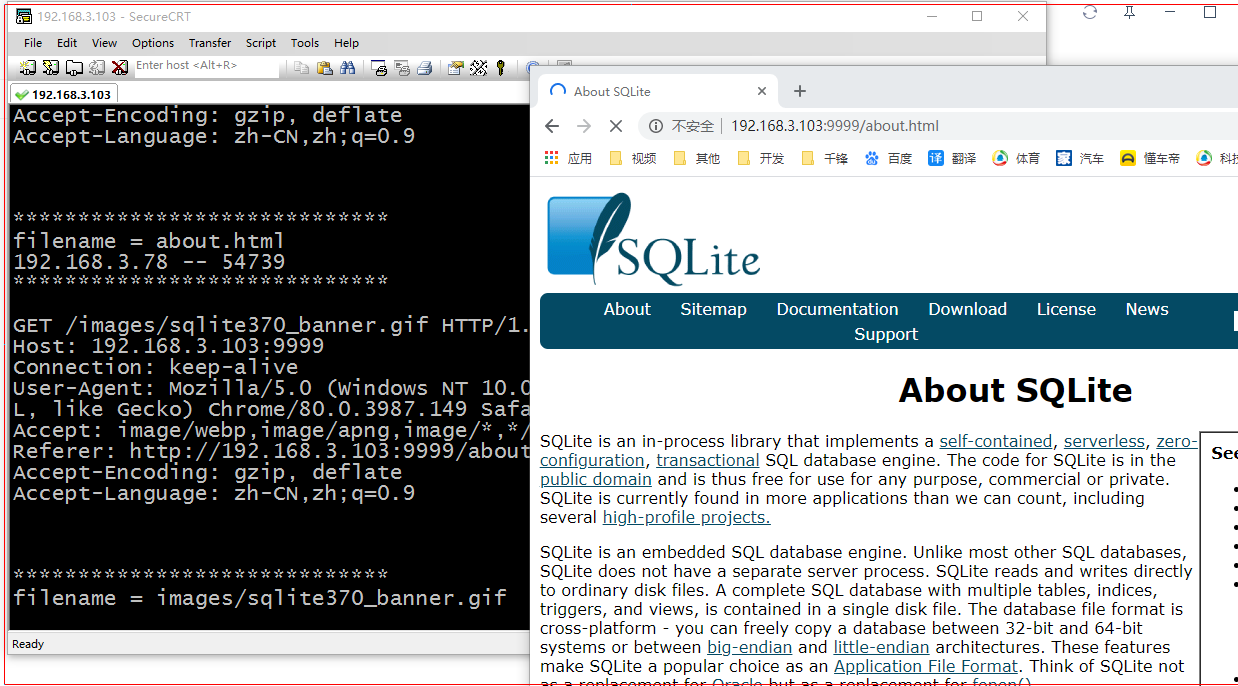 192.168.3.103 - SecureCRT
File Edit View Options Transfer Script Tools Help
Enter host <Alt+R>
192.168.3.103
Accept-Encoding: gzip, deflate
Accept-Language: zh-CN,zh;q=0.9
******************************
filename = about.html
192.168.3.78 -- 54739
******************************
GET /images/sqlite370_banner.gif HTTP/1.
Host: 192.168.3.103:9999
Connection: keep-alive
User-Agent: Mozilla/5.0 (Windows NT 10.0
L, like Gecko) Chrome/80.0.3987.149 Safa
Accept: image/webp,image/apng,image/*,*/
Referer: http://192.168.3.103:9999/about
Accept-Encoding: gzip, deflate
Accept-Language: zh-CN,zh;q=0.9
******************************
filename = images/sqlite370_banner.gif
Ready
About SQLite
不安全 192.168.3.103:9999/about.html
应用 视频 其他 开发 千锋 百度 译 翻译 体育 家 汽车 懂车帝 科技
SQLite
About Sitemap Documentation Download License News
Support
About SQLite
SQLite is an in-process library that implements a self-contained, serverless, zero-
configuration, transactional SQL database engine. The code for SQLite is in the
public domain and is thus free for use for any purpose, commercial or private.
SQLite is currently found in more applications than we can count, including
several high-profile projects.
SQLite is an embedded SQL database engine. Unlike most other SQL databases,
SQLite does not have a separate server process. SQLite reads and writes directly
to ordinary disk files. A complete SQL database with multiple tables, indices,
triggers, and views, is contained in a single disk file. The database file format is
cross-platform - you can freely copy a database between 32-bit and 64-bit
systems or between big-endian and little-endian architectures. These features
make SQLite a popular choice as an Application File Format. Think of SQLite not
as a replacement for Oracle but as a replacement for fopen()
See